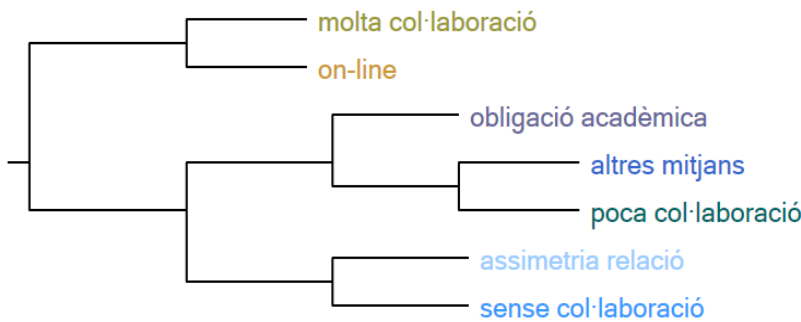 molta col·laboració
on-line
obligació acadèmica
altres mitjans
poca col·laboració
assimetria relació
sense col·laboració